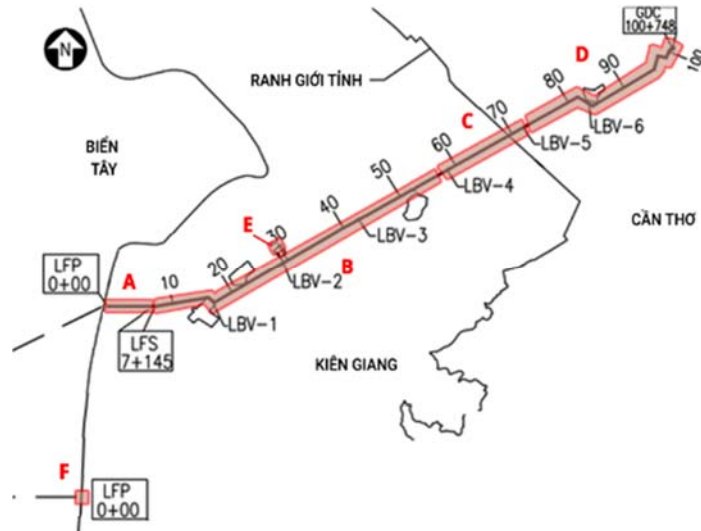 GDC
100+748
N
RANH GIỚI TỈNH
D
80
90
100
BIỂN
TÂY
C
70
LBV-6
60
LBV-5
50
LBV-4
E
30
40
LBV-3
CẦN THƠ
LFP
0+00
A
10
20
LBV-2
B
LFS
7+145
LBV-1
KIÊN GIANG
F
LFP
0+00